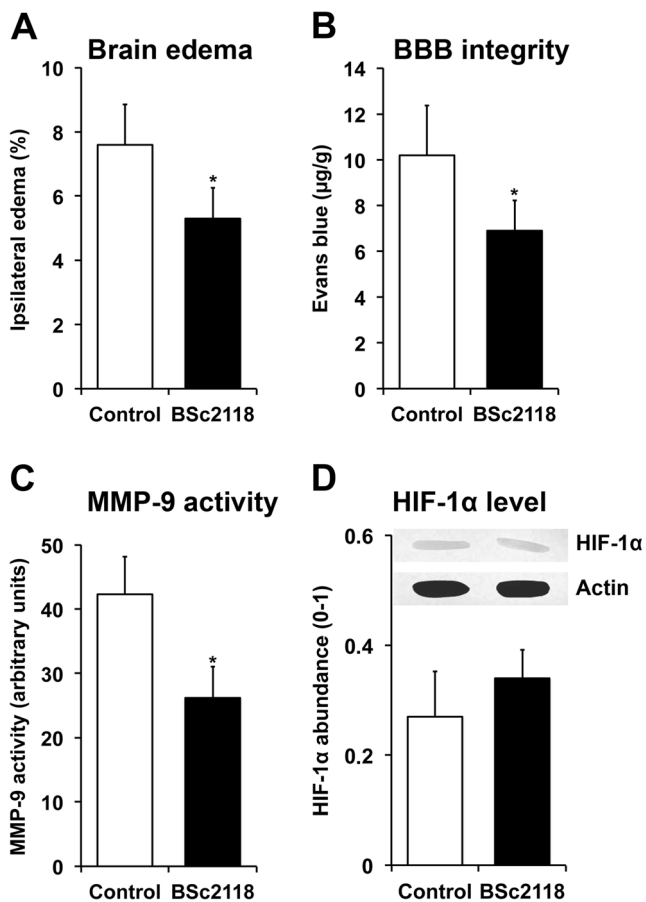 A
Brain edema
Ipsilateral edema (%)
10
8
6
4
2
0
*
Control BSc2118
B
BBB integrity
Evans blue (µg/g)
14
12
10
8
6
4
2
0
*
Control BSc2118
C
MMP-9 activity
MMP-9 activity (arbitrary units)
50
40
30
20
10
0
*
Control BSc2118
D
HIF-1α level
HIF-1α abundance (0-1)
0.6
0.4
0.2
0
HIF-1α
Actin
Control BSc2118